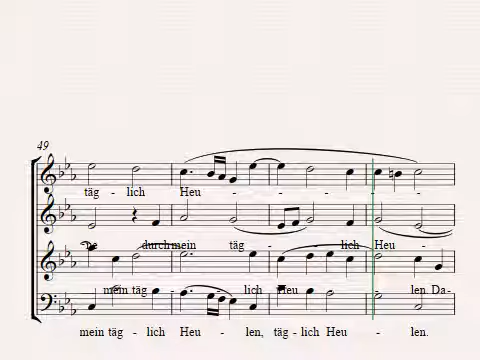 49
täg - lich Heu - - - - -
ne durch mein täg - - lich Heu -
mein täg - lich Heu - len. Da-
mein täg - lich Heu - len, täg - lich Heu - len.